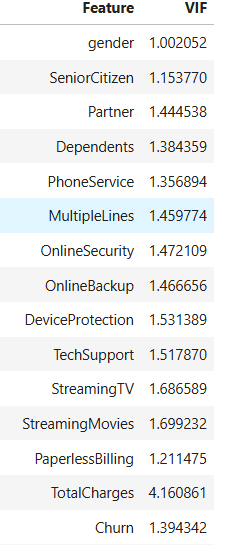 Feature VIF
gender 1.002052
SeniorCitizen 1.153770
Partner 1.444538
Dependents 1.384359
PhoneService 1.356894
MultipleLines 1.459774
OnlineSecurity 1.472109
OnlineBackup 1.466656
DeviceProtection 1.531389
TechSupport 1.517870
StreamingTV 1.686589
StreamingMovies 1.699232
PaperlessBilling 1.211475
TotalCharges 4.160861
Churn 1.394342